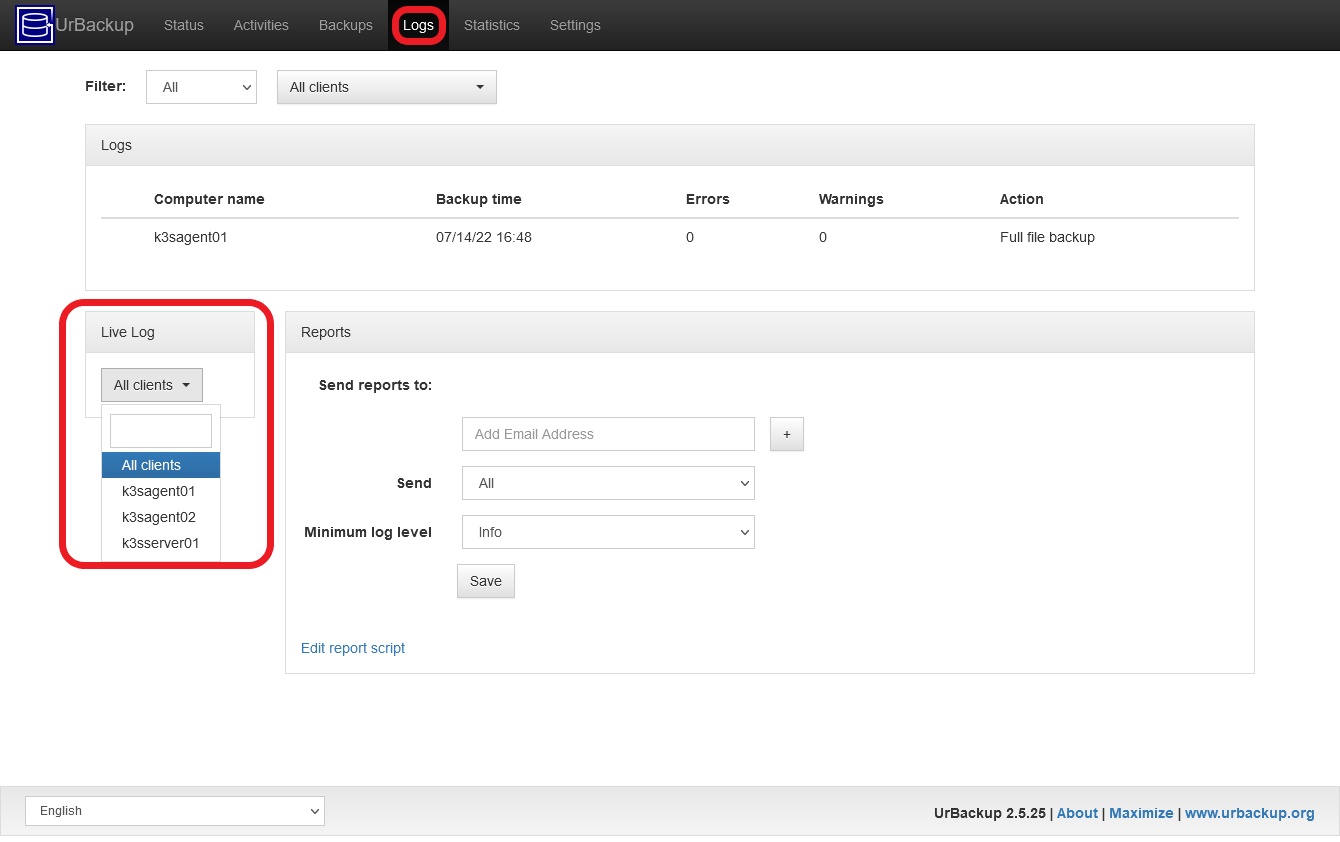 UrBackup Status Activities Backups Logs Statistics Settings
Filter: All All clients
Logs
Computer name Backup time Errors Warnings Action
k3sagent01 07/14/22 16:48 0 0 Full file backup
Live Log
All clients
All clients
k3sagent01
k3sagent02
k3sserver01
Reports
Send reports to:
Add Email Address +
Send All
Minimum log level Info
Save
Edit report script
English UrBackup 2.5.25 | About | Maximize | www.urbackup.org